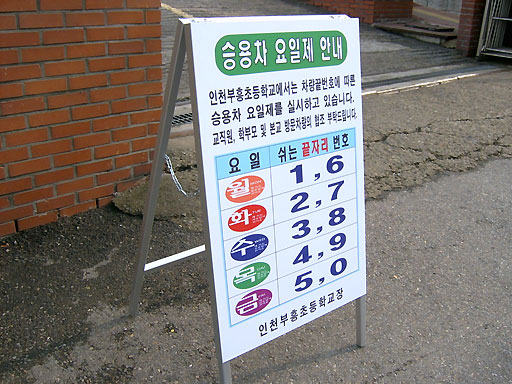 승용차 요일제 안내
인천부흥초등학교에서는 차량끝번호에 따른
승용차 요일제를 실시하고 있습니다.
교직원, 학부모 및 본교 방문차량의 협조 부탁드립니다.
요일 쉬는 끝자리 번호
월 MON 1, 6
화 TUE 2, 7
수 WED 3, 8
목 4, 9
금 5, 0
인천부흥초등학교장